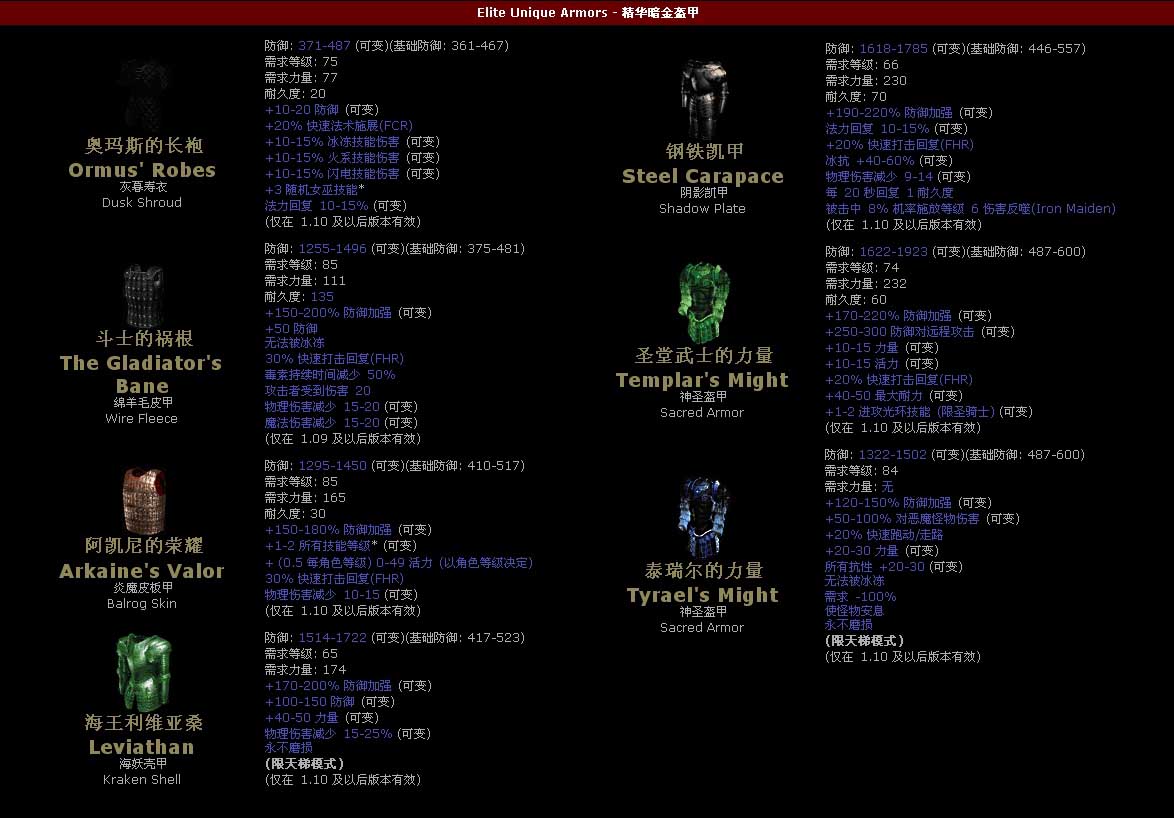 Elite Unique Armors - 精华暗金盔甲
奥玛斯的长袍
Ormus' Robes
灰暮寿衣
Dusk Shroud
防御: 371-487 (可变)(基础防御: 361-467)
需求等级: 75
需求力量: 77
耐久度: 20
+10-20 防御 (可变)
+20% 快速法术施展(FCR)
+10-15% 冰冻技能伤害 (可变)
+10-15% 火系技能伤害 (可变)
+10-15% 闪电技能伤害 (可变)
+3 随机女巫技能*
法力回复 10-15% (可变)
(仅在 1.10 及以后版本有效)
钢铁凯甲
Steel Carapace
阴影凯甲
Shadow Plate
防御: 1618-1785 (可变)(基础防御: 446-557)
需求等级: 66
需求力量: 230
耐久度: 70
+190-220% 防御加强 (可变)
法力回复 10-15% (可变)
+20% 快速打击回复(FHR)
冰抗 +40-60% (可变)
物理伤害减少 9-14 (可变)
每 20 秒回复 1 耐久度
被击中 8% 机率施放等级 6 伤害反噬(Iron Maiden)
(仅在 1.10 及以后版本有效)
斗士的祸根
The Gladiator's
Bane
绵羊毛皮甲
Wire Fleece
防御: 1255-1496 (可变)(基础防御: 375-481)
需求等级: 85
需求力量: 111
耐久度: 135
+150-200% 防御加强 (可变)
+50 防御
无法被冰冻
30% 快速打击回复(FHR)
毒素持续时间减少 50%
攻击者受到伤害 20
物理伤害减少 15-20 (可变)
魔法伤害减少 15-20 (可变)
(仅在 1.09 及以后版本有效)
圣堂武士的力量
Templar's Might
神圣盔甲
Sacred Armor
防御: 1622-1923 (可变)(基础防御: 487-600)
需求等级: 74
需求力量: 232
耐久度: 60
+170-220% 防御加强 (可变)
+250-300 防御对远程攻击 (可变)
+10-15 力量 (可变)
+10-15 活力 (可变)
+20% 快速打击回复(FHR)
+40-50 最大耐力 (可变)
+1-2 进攻光环技能 (限圣骑士) (可变)
(仅在 1.10 及以后版本有效)
阿凯尼的荣耀
Arkaine's Valor
炎魔皮板甲
Balrog Skin
防御: 1295-1450 (可变)(基础防御: 410-517)
需求等级: 85
需求力量: 165
耐久度: 30
+150-180% 防御加强 (可变)
+1-2 所有技能等级* (可变)
+ (0.5 每角色等级) 0-49 活力 (以角色等级决定)
30% 快速打击回复(FHR)
物理伤害减少 10-15 (可变)
(仅在 1.10 及以后版本有效)
泰瑞尔的力量
Tyrael's Might
神圣盔甲
Sacred Armor
防御: 1322-1502 (可变)(基础防御: 487-600)
需求等级: 84
需求力量: 无
+120-150% 防御加强 (可变)
+50-100% 对恶魔怪物伤害 (可变)
+20% 快速跑动/走路
+20-30 力量 (可变)
所有抗性 +20-30 (可变)
无法被冰冻
需求 -100%
使怪物安息
永不磨损
(限天梯模式)
(仅在 1.10 及以后版本有效)
海王利维亚桑
Leviathan
海妖壳甲
Kraken Shell
防御: 1514-1722 (可变)(基础防御: 417-523)
需求等级: 65
需求力量: 174
+170-200% 防御加强 (可变)
+100-150 防御 (可变)
+40-50 力量 (可变)
物理伤害减少 15-25% (可变)
永不磨损
(限天梯模式)
(仅在 1.10 及以后版本有效)